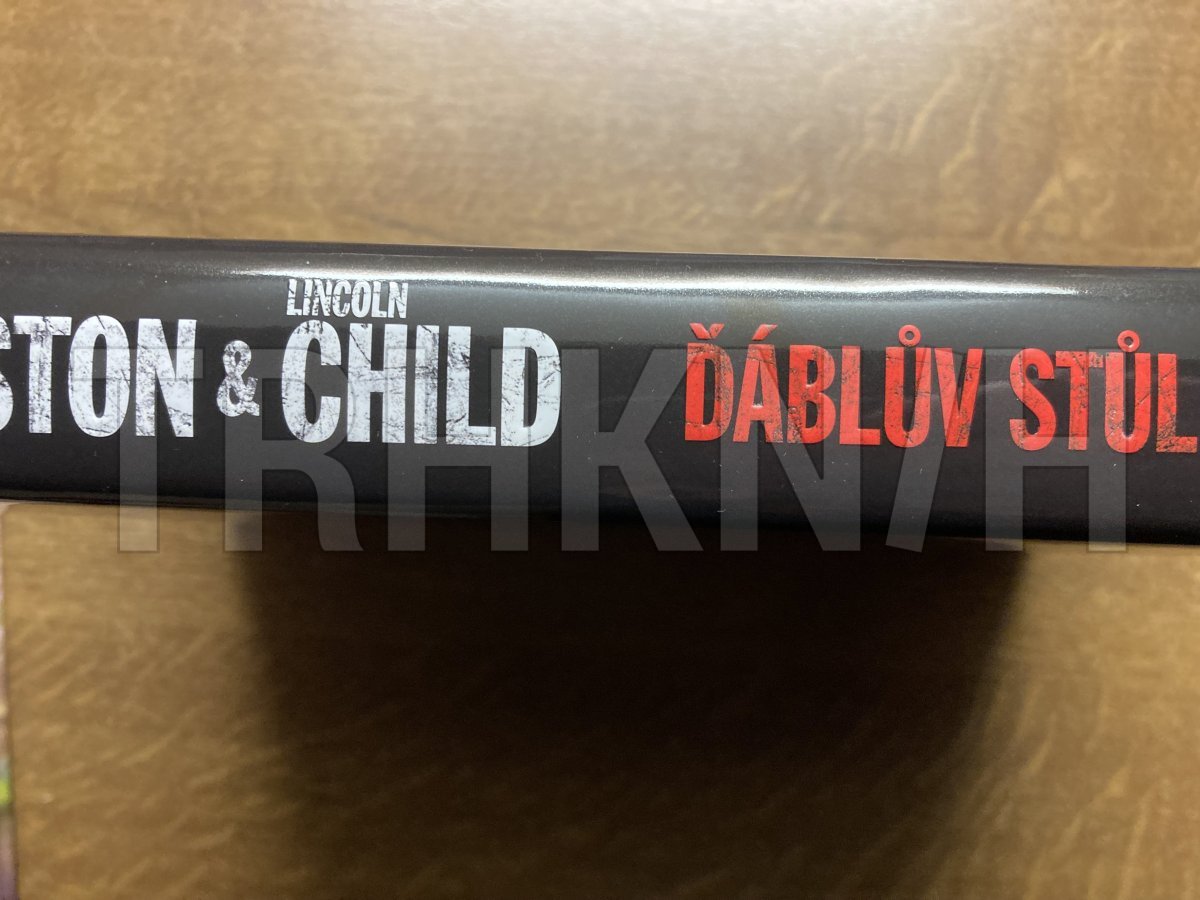 LINCOLN
STON & CHILD
ĎÁBLŮV STŮL
TRHKNIH